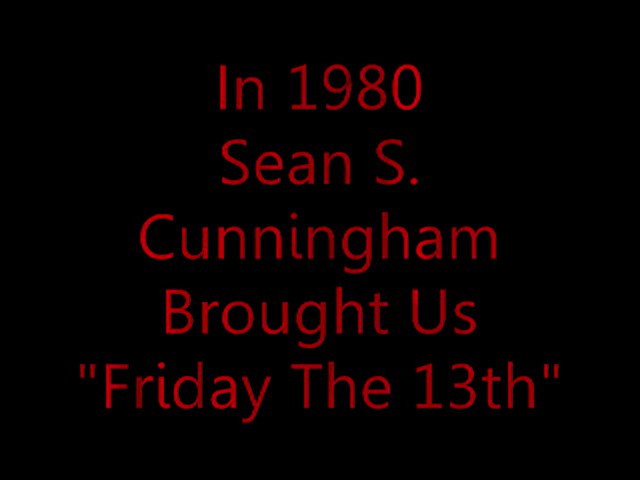 In 1980
Sean S.
Cunningham
Brought Us
"Friday The 13th"